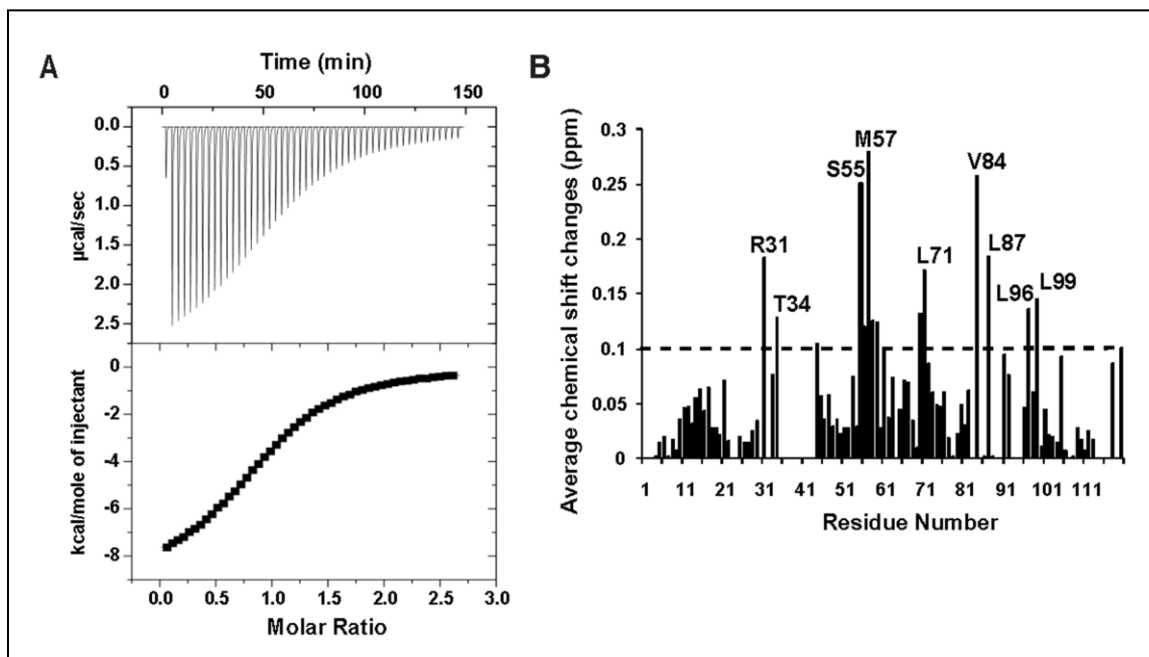 A
Time (min)
0 50 100 150
0.0
0.5
1.0
1.5
2.0
2.5
µcal/sec
0
-2
-4
-6
-8
kcal/mole of injectant
0.0 0.5 1.0 1.5 2.0 2.5 3.0
Molar Ratio
B
Average chemical shift changes (ppm)
0.3
0.25
0.2
0.15
0.1
0.05
0
M57
S55
V84
R31
L87
L71
T34
L96
L99
1 11 21 31 41 51 61 71 81 91 101 111
Residue Number